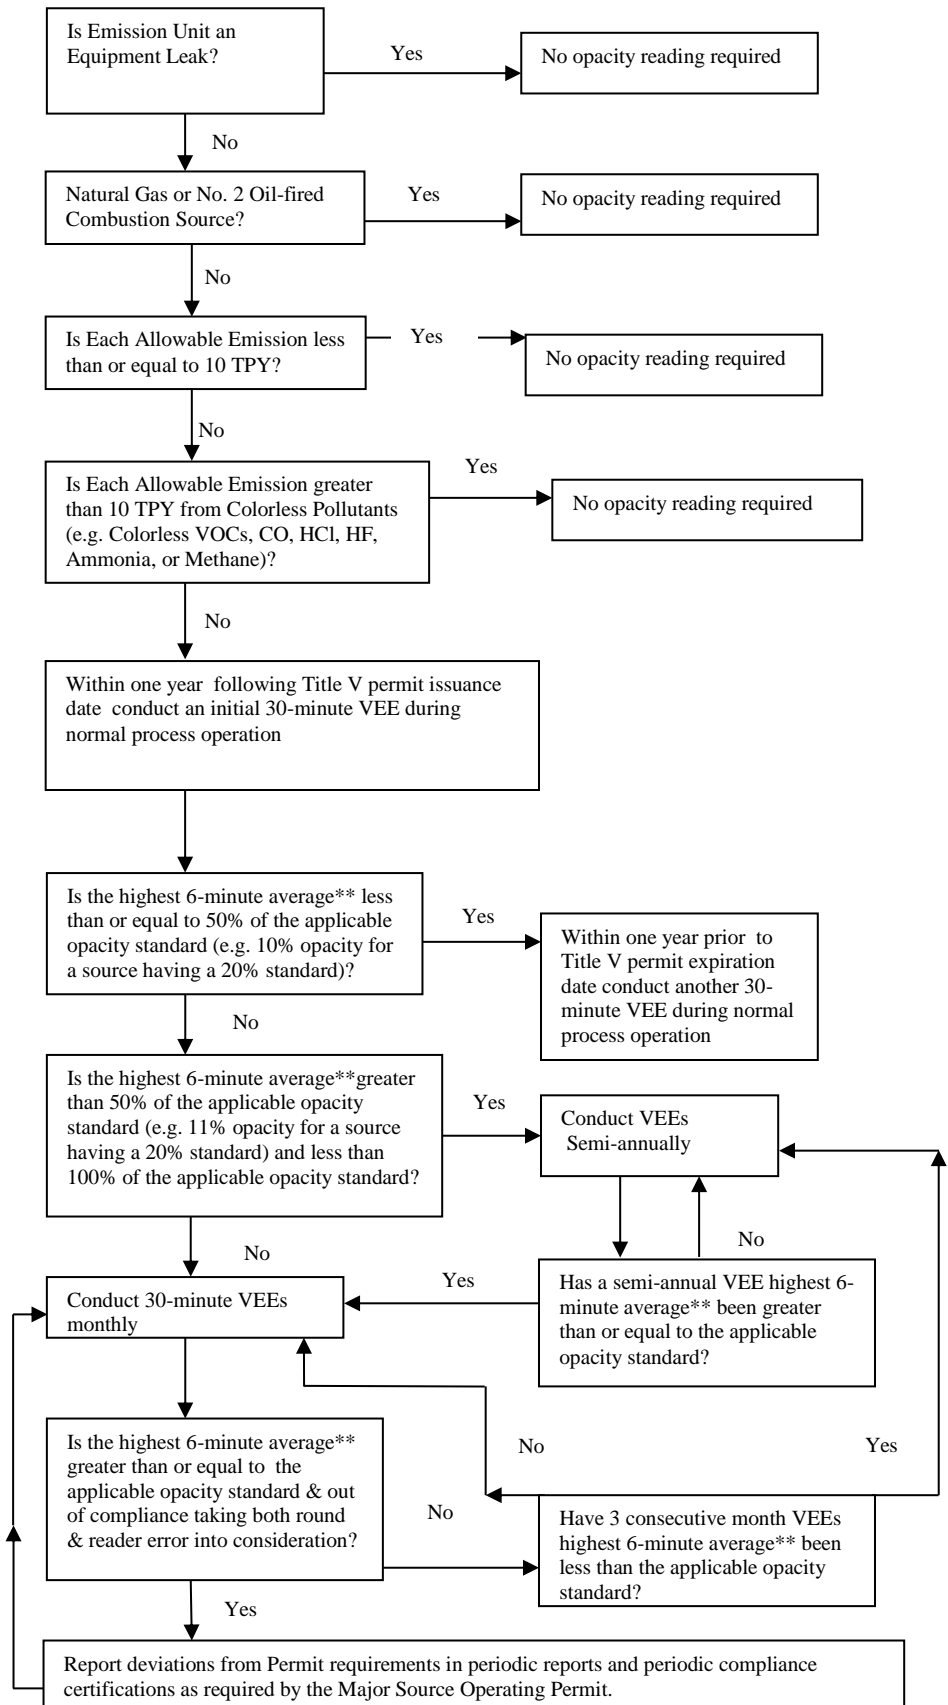 Is Emission Unit an
Equipment Leak?
Yes
No opacity reading required
No
Natural Gas or No. 2 Oil-fired
Combustion Source?
Yes
No opacity reading required
No
Is Each Allowable Emission less
than or equal to 10 TPY?
Yes
No opacity reading required
No
Is Each Allowable Emission greater
than 10 TPY from Colorless Pollutants
(e.g. Colorless VOCs, CO, HCl, HF,
Ammonia, or Methane)?
Yes
No opacity reading required
No
Within one year following Title V permit issuance
date conduct an initial 30-minute VEE during
normal process operation
Is the highest 6-minute average** less
than or equal to 50% of the applicable
opacity standard (e.g. 10% opacity for
a source having a 20% standard)?
Yes
Within one year prior to
Title V permit expiration
date conduct another 30-
minute VEE during normal
process operation
No
Is the highest 6-minute average**greater
than 50% of the applicable opacity
standard (e.g. 11% opacity for a source
having a 20% standard) and less than
100% of the applicable opacity standard?
Yes
Conduct VEEs
Semi-annually
No
No
Has a semi-annual VEE highest 6-
minute average** been greater
than or equal to the applicable
opacity standard?
Yes
Conduct 30-minute VEEs
monthly
Is the highest 6-minute average**
greater than or equal to the
applicable opacity standard & out
of compliance taking both round
& reader error into consideration?
No
No
Yes
Have 3 consecutive month VEEs
highest 6-minute average** been
less than the applicable opacity
standard?
Yes
Report deviations from Permit requirements in periodic reports and periodic compliance
certifications as required by the Major Source Operating Permit.